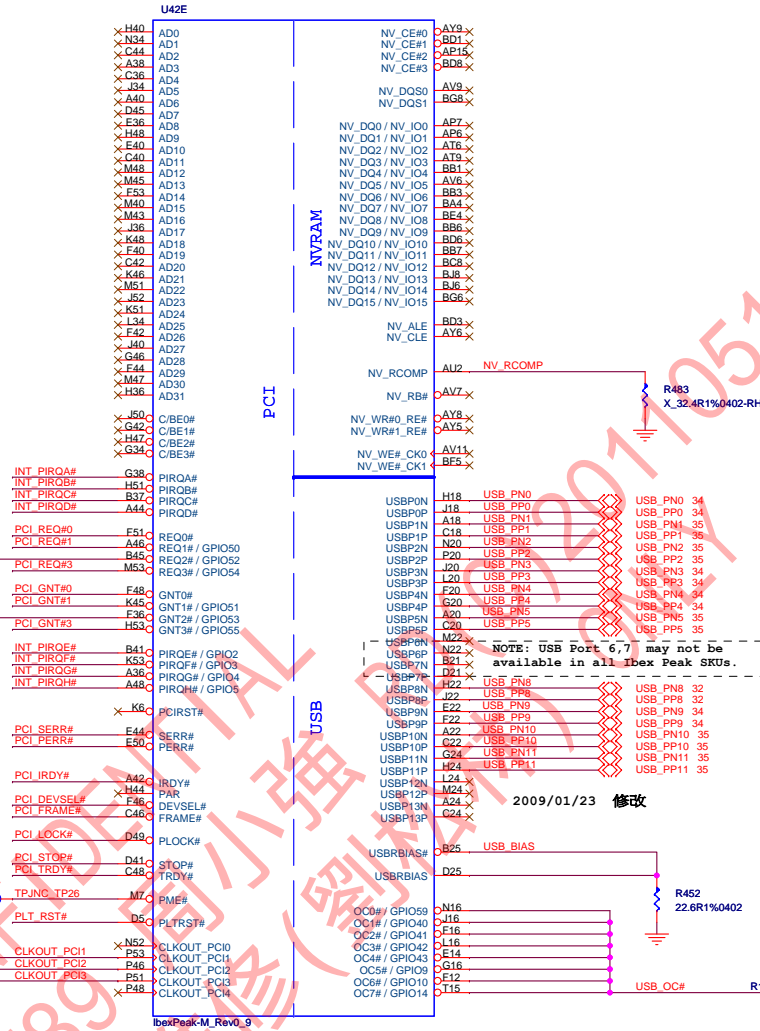 U42E
H40 AD0
N34 AD1
C44 AD2
A38 AD3
C36 AD4
J34 AD5
A40 AD6
D45 AD7
E36 AD8
H48 AD9
E40 AD10
C40 AD11
M48 AD12
M45 AD13
F53 AD14
M40 AD15
M43 AD16
J36 AD17
K48 AD18
F40 AD19
C42 AD20
K46 AD21
M51 AD22
J52 AD23
K51 AD24
L34 AD25
F42 AD26
J40 AD27
G46 AD28
F44 AD29
M47 AD30
H36 AD31
J50 C/BE0#
G42 C/BE1#
H47 C/BE2#
G34 C/BE3#
INT_PIRQA# G38 PIRQA#
INT_PIRQB# H51 PIRQB#
INT_PIRQC# B37 PIRQC#
INT_PIRQD# A44 PIRQD#
PCI_REQ#0 F51 REQ0#
PCI_REQ#1 A46 REQ1# / GPIO50
B45 REQ2# / GPIO52
PCI_REQ#3 M53 REQ3# / GPIO54
PCI_GNT#0 F48 GNT0#
PCI_GNT#1 K45 GNT1# / GPIO51
F36 GNT2# / GPIO53
PCI_GNT#3 H53 GNT3# / GPIO55
INT_PIRQE# B41 PIRQE# / GPIO2
INT_PIRQF# K53 PIRQF# / GPIO3
INT_PIRQG# A36 PIRQG# / GPIO4
INT_PIRQH# A48 PIRQH# / GPIO5
K6 PCIRST#
PCI_SERR# E44 SERR#
PCI_PERR# E50 PERR#
PCI_IRDY# A42 IRDY#
H44 PAR
PCI_DEVSEL# F46 DEVSEL#
PCI_FRAME# C46 FRAME#
PCI_LOCK# D49 PLOCK#
PCI_STOP# D41 STOP#
PCI_TRDY# C48 TRDY#
TPJNC_TP26 M7 PME#
PLT_RST# D5 PLTRST#
N52 CLKOUT_PCI0
CLKOUT_PCI1 P53 CLKOUT_PCI1
CLKOUT_PCI2 P46 CLKOUT_PCI2
CLKOUT_PCI3 P51 CLKOUT_PCI3
P48 CLKOUT_PCI4
IbexPeak-M_Rev0_9
PCI
NVRAM
USB
NV_CE#0 AY9
NV_CE#1 BD1
NV_CE#2 AP15
NV_CE#3 BD8
NV_DQS0 AV9
NV_DQS1 BG8
NV_DQ0 / NV_IO0 AP7
NV_DQ1 / NV_IO1 AP6
NV_DQ2 / NV_IO2 AT6
NV_DQ3 / NV_IO3 AT9
NV_DQ4 / NV_IO4 BB1
NV_DQ5 / NV_IO5 AV6
NV_DQ6 / NV_IO6 BB3
NV_DQ7 / NV_IO7 BA4
NV_DQ8 / NV_IO8 BE4
NV_DQ9 / NV_IO9 BB6
NV_DQ10 / NV_IO10 BD6
NV_DQ11 / NV_IO11 BB7
NV_DQ12 / NV_IO12 BC8
NV_DQ13 / NV_IO13 BJ8
NV_DQ14 / NV_IO14 BJ6
NV_DQ15 / NV_IO15 BG6
NV_ALE BD3
NV_CLE AY6
NV_RCOMP AU2 NV_RCOMP
NV_RB# AV7
NV_WR#0_RE# AY8
NV_WR#1_RE# AY5
NV_WE#_CK0 AV11
NV_WE#_CK1 BF5
R483
X_32.4R1%0402-RH
USBP0N H18 USB_PN0 USB_PN0 34
USBP0P J18 USB_PP0 USB_PP0 34
USBP1N A18 USB_PN1 USB_PN1 35
USBP1P C18 USB_PP1 USB_PP1 35
USBP2N N20 USB_PN2 USB_PN2 35
USBP2P P20 USB_PP2 USB_PP2 35
USBP3N J20 USB_PN3 USB_PN3 34
USBP3P L20 USB_PP3 USB_PP3 34
USBP4N F20 USB_PN4 USB_PN4 34
USBP4P G20 USB_PP4 USB_PP4 34
USBP5N A20 USB_PN5 USB_PN5 35
USBP5P C20 USB_PP5 USB_PP5 35
USBP6N M22
USBP6P N22
USBP7N B21
USBP7P D21
NOTE: USB Port 6,7 may not be
available in all Ibex Peak SKUs.
USBP8N H22 USB_PN8 USB_PN8 32
USBP8P J22 USB_PP8 USB_PP8 32
USBP9N E22 USB_PN9 USB_PN9 34
USBP9P F22 USB_PP9 USB_PP9 34
USBP10N A22 USB_PN10 USB_PN10 35
USBP10P C22 USB_PP10 USB_PP10 35
USBP11N G24 USB_PN11 USB_PN11 35
USBP11P H24 USB_PP11 USB_PP11 35
USBP12N L24
USBP12P M24
USBP13N A24
USBP13P C24
2009/01/23 修改
USBRBIAS# B25 USB_BIAS
USBRBIAS D25
R452
22.6R1%0402
OC0# / GPIO59 N16
OC1# / GPIO40 J16
OC2# / GPIO41 F16
OC3# / GPIO42 L16
OC4# / GPIO43 E14
OC5# / GPIO9 G16
OC6# / GPIO10 F12
OC7# / GPIO14 T15
USB_OC#